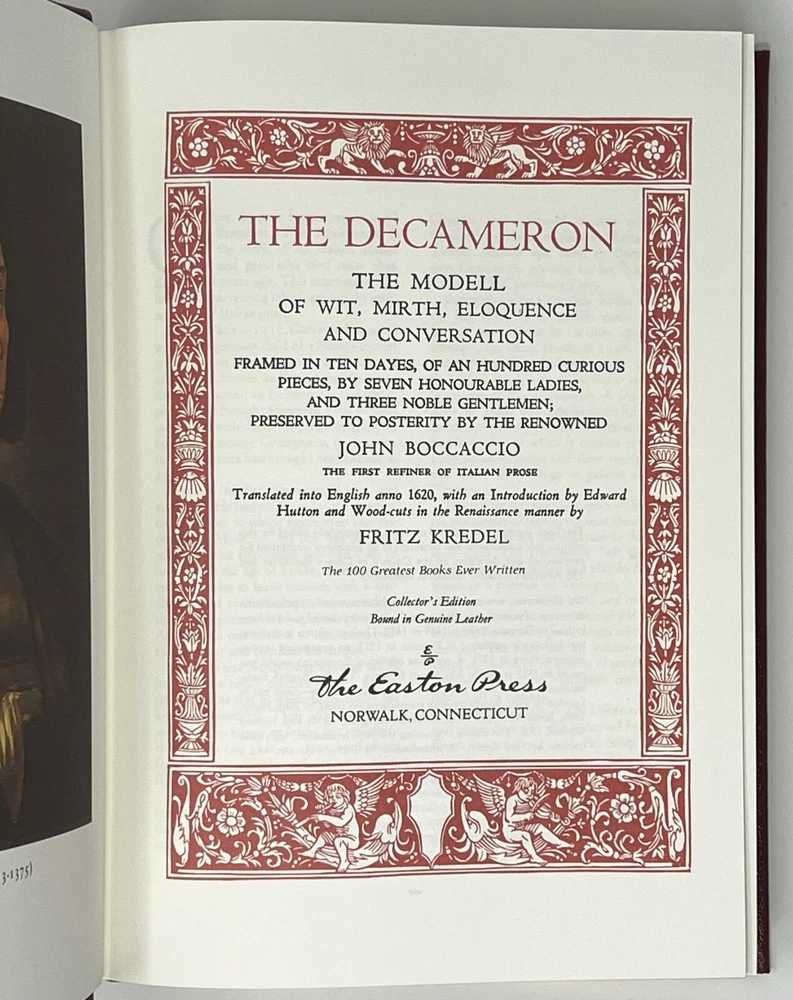 THE DECAMERON
THE MODELL
OF WIT, MIRTH, ELOQUENCE
AND CONVERSATION
FRAMED IN TEN DAYES, OF AN HUNDRED CURIOUS
PIECES, BY SEVEN HONOURABLE LADIES,
AND THREE NOBLE GENTLEMEN;
PRESERVED TO POSTERITY BY THE RENOWNED
JOHN BOCCACCIO
THE FIRST REFINER OF ITALIAN PROSE
Translated into English anno 1620, with an Introduction by Edward
Hutton and Wood-cuts in the Renaissance manner by
FRITZ KREDEL
The 100 Greatest Books Ever Written
Collector's Edition
Bound in Genuine Leather
E/P
The Easton Press
NORWALK, CONNECTICUT
3-1375)